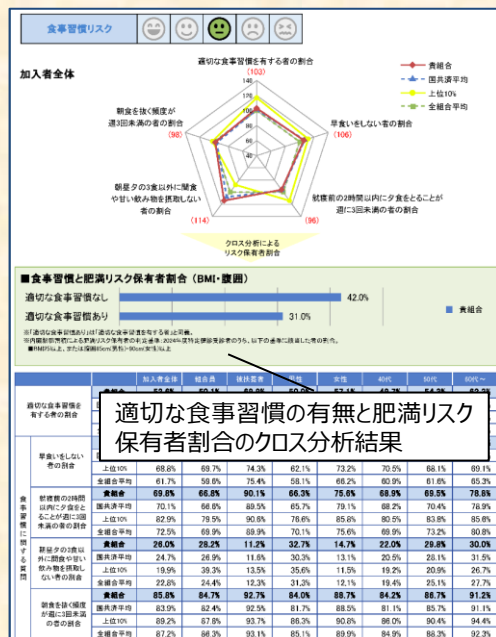 食事習慣リスク
加入者全体
適切な食事習慣を有する者の割合
(103)
140
120
100
80
60
40
貴組合
国共済平均
上位10%
全組合平均
朝食を抜く頻度が
週3回未満の者の割合
(98)
早食いをしない者の割合
(106)
朝昼夕の3食以外に間食
や甘い飲み物を摂取しない
者の割合
(114)
就寝前の2時間以内に夕食をとることが
週に3回未満の者の割合
(96)
クロス分析による
リスク保有者割合
■食事習慣と肥満リスク保有者割合（BMI・腹囲）
適切な食事習慣なし 42.0%
適切な食事習慣あり 31.0%
貴組合
適切な食事習慣の有無と肥満リスク
保有者割合のクロス分析結果
加入者全体 組合員 被扶養者 男性 女性 40代 50代 60代～
適切な食事習慣を
有する者の割合
食事習慣に関する質問
早食いをしない
者の割合
上位10% 68.8% 69.7% 74.3% 62.1% 73.2% 70.5% 68.1% 69.1%
全組合平均 61.7% 59.6% 75.4% 58.1% 66.2% 60.9% 61.6% 65.3%
就寝前の2時間
以内に夕食をと
ることが週に3回
未満の者の割合
貴組合 69.8% 66.8% 90.1% 66.3% 75.6% 68.9% 69.5% 78.8%
国共済平均 70.1% 66.6% 89.5% 65.7% 79.1% 68.2% 70.4% 78.9%
上位10% 82.9% 79.5% 90.6% 76.6% 85.8% 80.5% 83.8% 85.6%
全組合平均 72.5% 69.9% 89.9% 70.1% 75.6% 69.9% 73.2% 80.8%
朝昼夕の3食以
外に間食や甘い
飲み物を摂取し
ない者の割合
貴組合 26.0% 28.2% 11.2% 32.7% 14.7% 22.0% 29.8% 30.0%
国共済平均 24.7% 26.9% 11.6% 30.3% 13.1% 20.5% 28.1% 31.5%
上位10% 19.9% 39.3% 13.5% 35.6% 11.5% 19.2% 20.9% 26.7%
全組合平均 22.8% 24.4% 12.3% 31.3% 12.1% 19.4% 25.1% 27.7%
朝食を抜く頻度
が週に3回未満
の者の割合
貴組合 85.8% 84.7% 92.7% 84.0% 88.7% 84.2% 86.7% 91.2%
国共済平均 83.9% 82.4% 92.5% 81.7% 88.5% 81.1% 85.7% 91.1%
上位10% 89.2% 87.8% 93.7% 86.3% 90.8% 86.0% 90.4% 94.4%
全組合平均 87.2% 86.3% 93.1% 85.1% 89.9% 84.9% 88.3% 92.3%